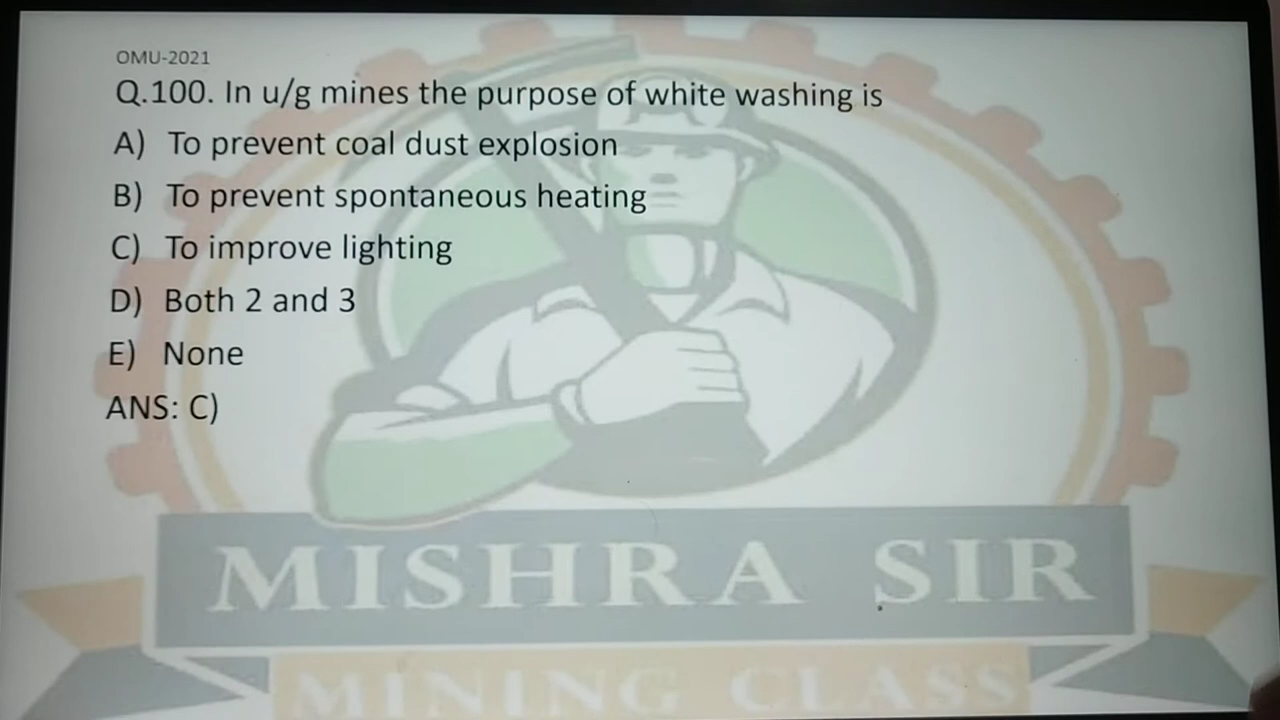 OMU-2021
Q.100. In u/g mines the purpose of white washing is
A) To prevent coal dust explosion
B) To prevent spontaneous heating
C) To improve lighting
D) Both 2 and 3
E) None
ANS: C)
MISHRA SIR
MINING CLASS